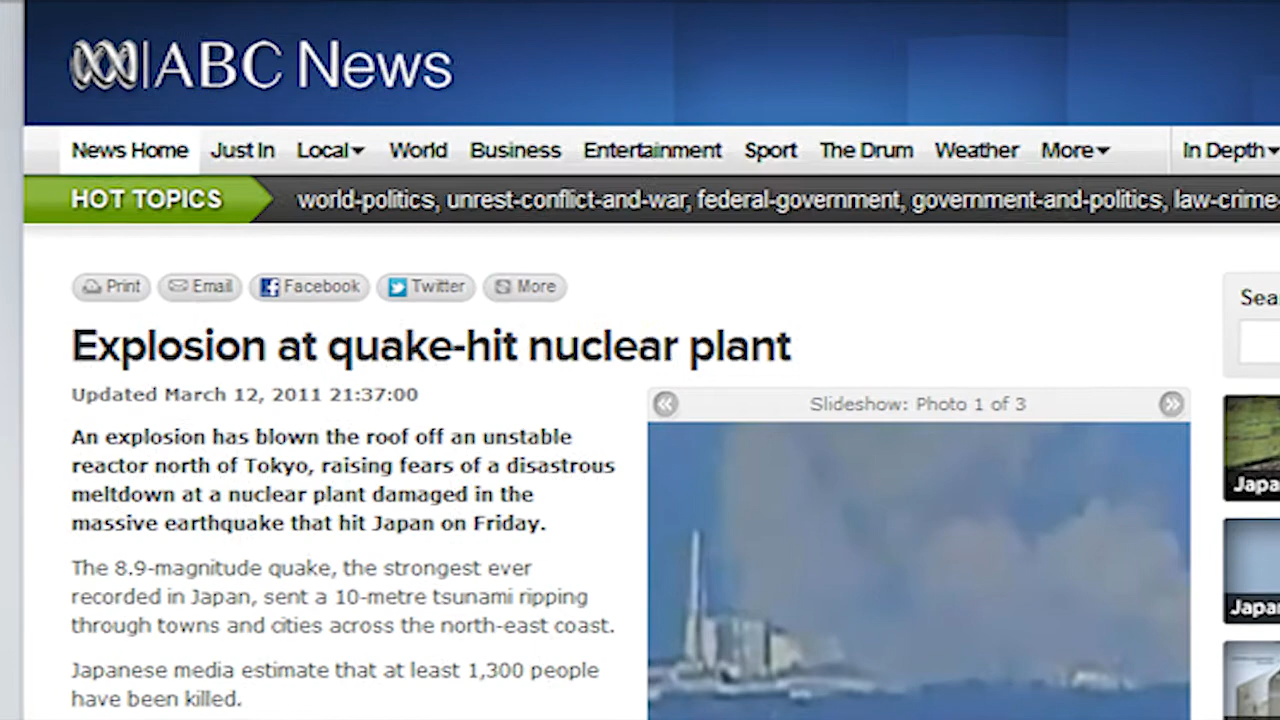 ABC News
News Home Just In Local World Business Entertainment Sport The Drum Weather More In Depth
HOT TOPICS world-politics, unrest-conflict-and-war, federal-government, government-and-politics, law-crime-
Print Email Facebook Twitter More
Sea
Explosion at quake-hit nuclear plant
Updated March 12, 2011 21:37:00
Slideshow: Photo 1 of 3
An explosion has blown the roof off an unstable
reactor north of Tokyo, raising fears of a disastrous
meltdown at a nuclear plant damaged in the
massive earthquake that hit Japan on Friday.
The 8.9-magnitude quake, the strongest ever
recorded in Japan, sent a 10-metre tsunami ripping
through towns and cities across the north-east coast.
Japanese media estimate that at least 1,300 people
have been killed.
Japa
Japa